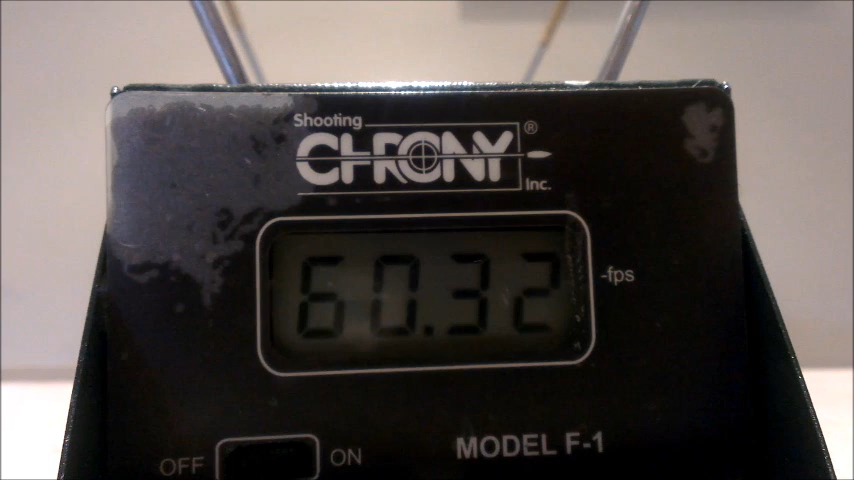 Shooting
CHRONY®
Inc.
60.32
-fps
MODEL F-1
OFF ON